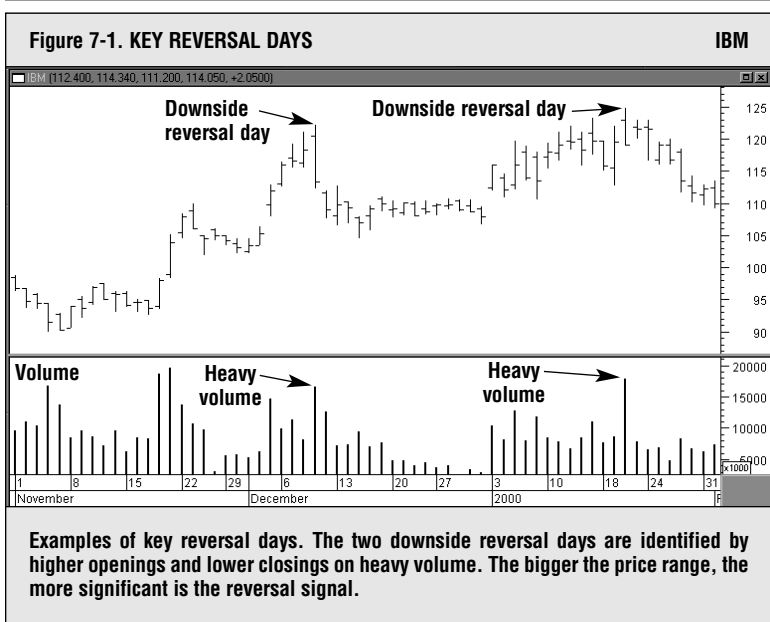 Figure 7-1. KEY REVERSAL DAYS IBM
IBM (112.400, 114.340, 111.200, 114.050, +2.0500)
Downside reversal day
Downside reversal day
125
120
115
110
105
100
95
90
Volume
Heavy volume
Heavy volume
20000
15000
10000
5000
x1000
1 8 15 22 29 6 13 20 27 3 10 18 24 31
November December 2000 F
Examples of key reversal days. The two downside reversal days are identified by
higher openings and lower closings on heavy volume. The bigger the price range, the
more significant is the reversal signal.